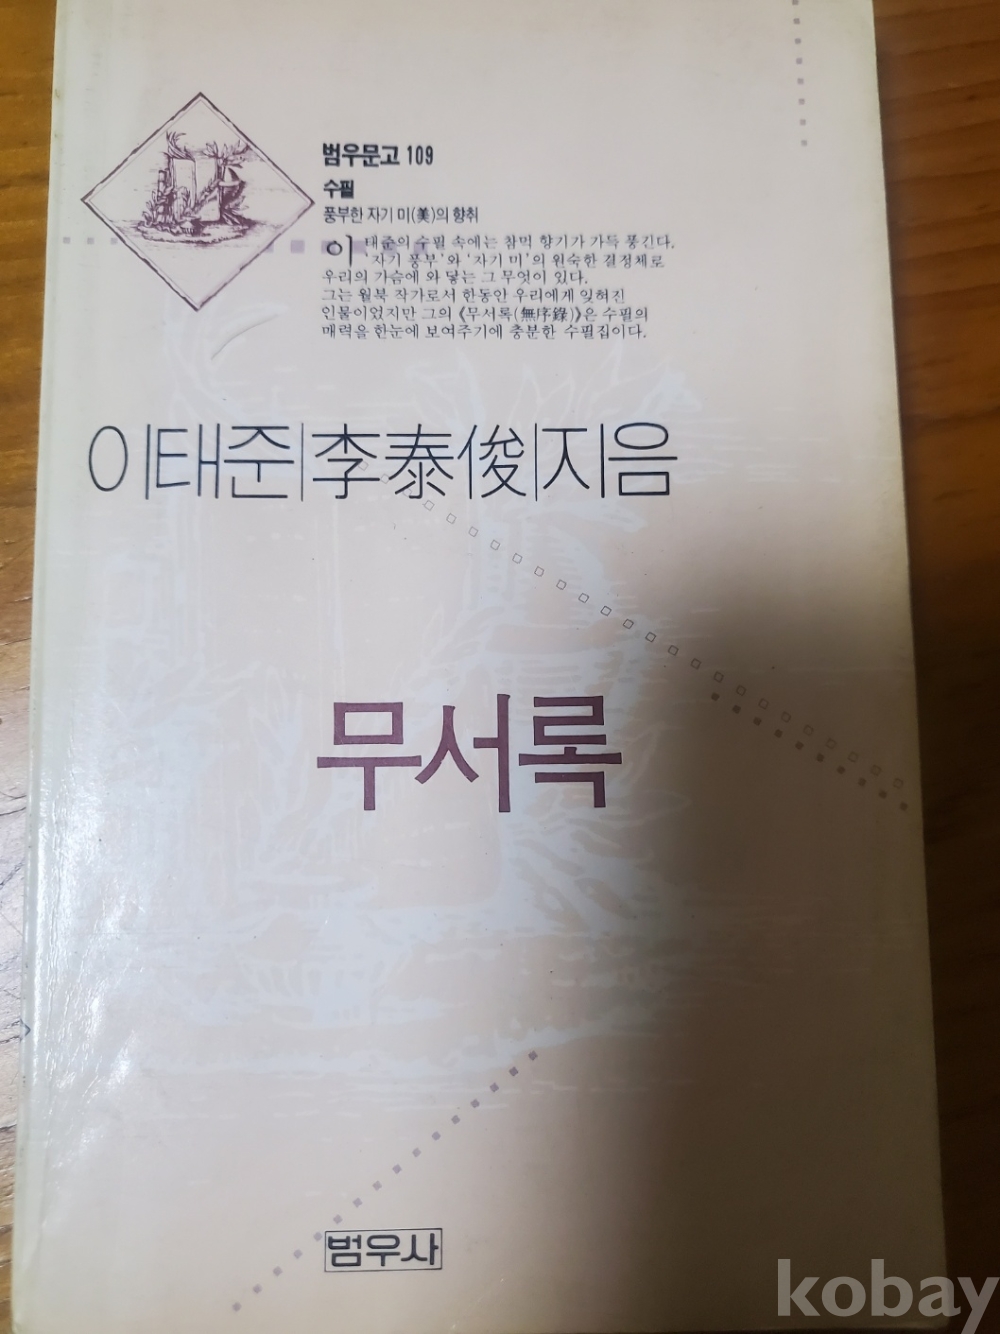 범우문고 109
수필
풍부한 자기 미(美)의 향취
이태준의 수필 속에는 참먹 향기가 가득 풍긴다.
'자기 풍부'와 '자기 미'의 원숙한 결정체로
우리의 가슴에 와 닿는 그 무엇이 있다.
그는 월북 작가로서 한동안 우리에게 잊혀진
인물이었지만 그의 《무서록(無序錄)》은 수필의
매력을 한눈에 보여주기에 충분한 수필집이다.
이태준|李泰俊|지음
무서록
범우사
kobay